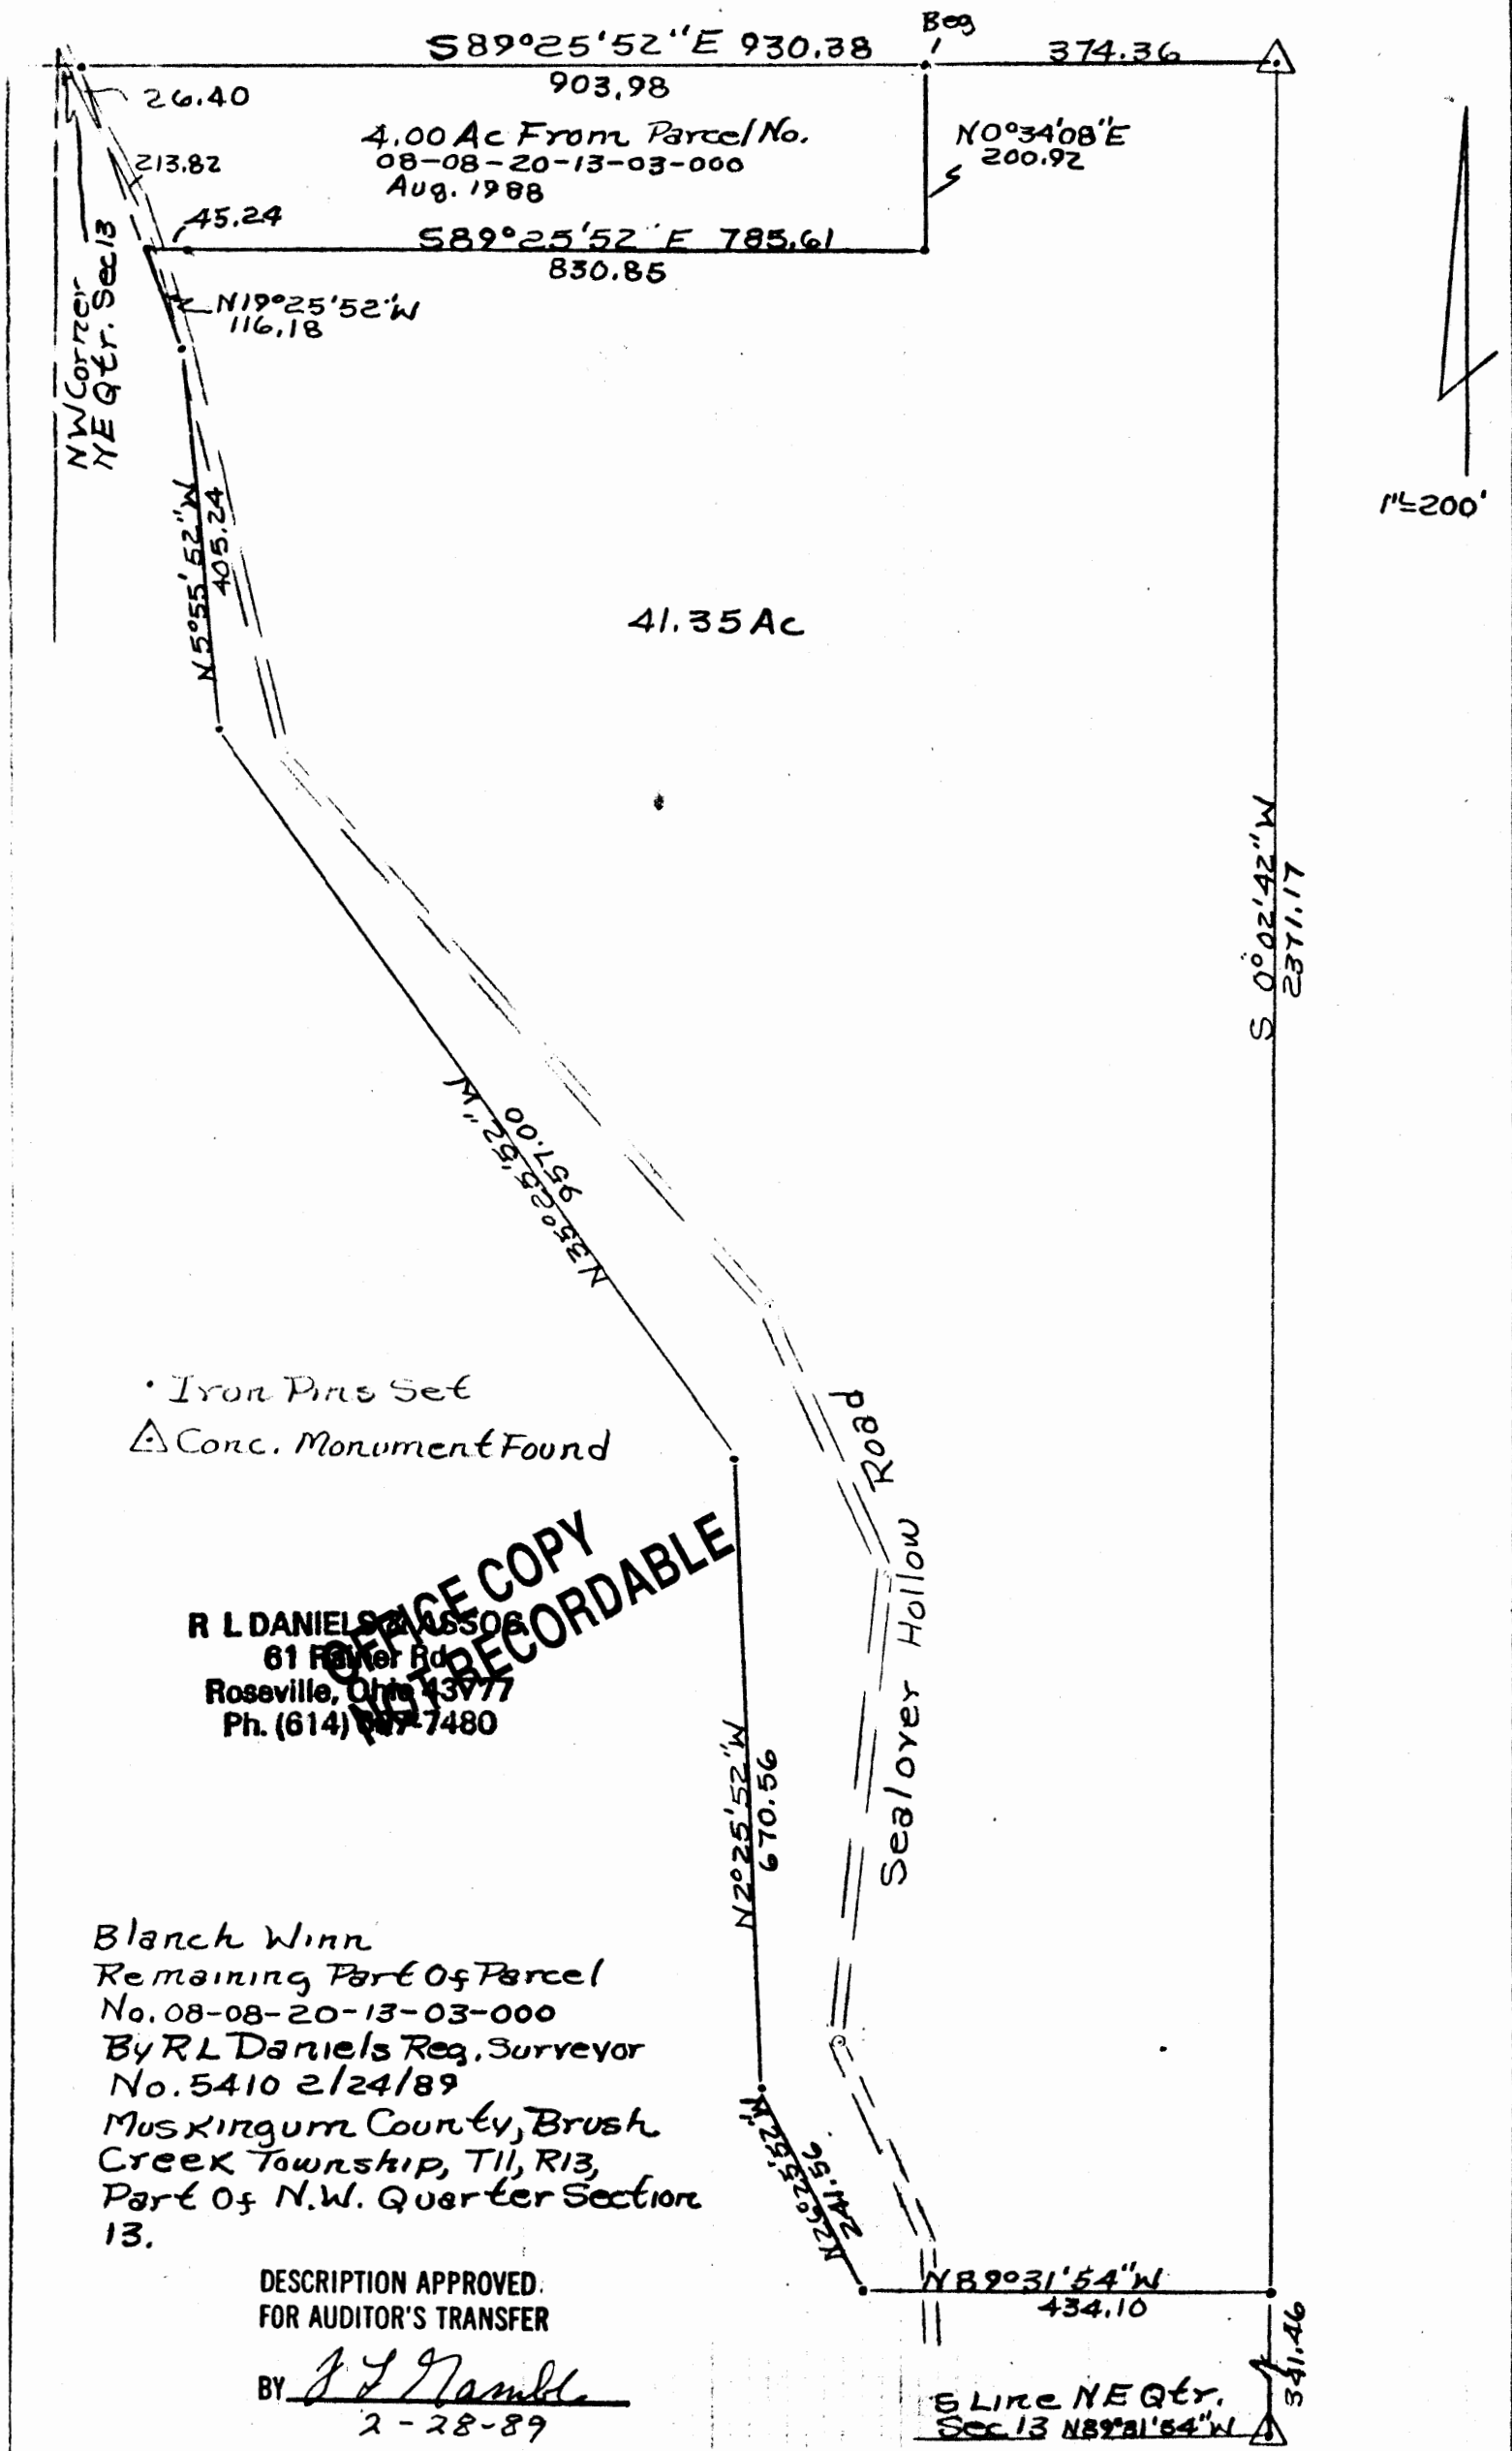 Beg
S89°25'52"E 930.38
374.36
903.98
26.40
4.00 Ac From Parcel No.
08-08-20-13-03-000
Aug. 1988
N0°34'08"E
200.92
213.82
45.24
S89°25'52"E 785.61
830.85
NW Corner
NE Qtr. Sec 13
N19°25'52"W
116.18
1"=200'
N5°55'52"W
405.24
41.35 Ac
S 0°02'42"W
2371.17
N35°25'52"W
957.00
• Iron Pins Set
△ Conc. Monument Found
Sealover Hollow Road
OFFICE COPY
NOT RECORDABLE
R L DANIELS & ASSOC.
61 Rd.
Roseville, Ohio 43777
Ph. (614) 7480
N2°25'52"W
670.56
Blanch Winn
Remaining Part Of Parcel
No. 08-08-20-13-03-000
By R L Daniels Reg. Surveyor
No. 5410 2/24/89
Muskingum County, Brush
Creek Township, T11, R13,
Part Of N.W. Quarter Section
13.
N26°25'52"W
241.56
N89°31'54"W
434.10
341.46
DESCRIPTION APPROVED
FOR AUDITOR'S TRANSFER
BY
2-28-89
S Line NE Qtr.
Sec 13 N89°31'54"W